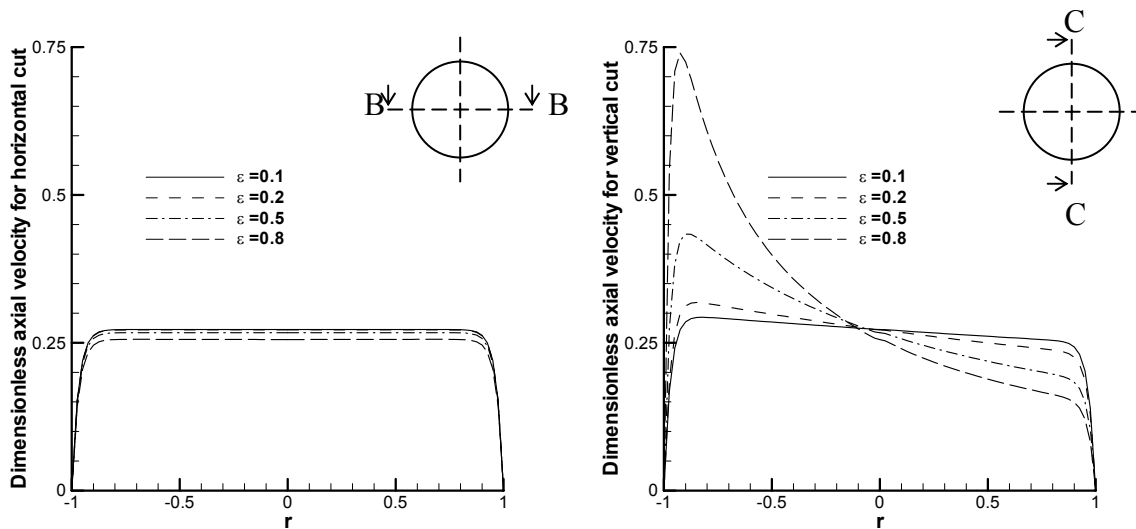 Dimensionless axial velocity for horizontal cut
0.75
0.5
0.25
0
-1
-0.5
0
0.5
1
r
B
B
ε =0.1
ε =0.2
ε =0.5
ε =0.8
Dimensionless axial velocity for vertical cut
0.75
0.5
0.25
0
-1
-0.5
0
0.5
1
r
C
C
ε =0.1
ε =0.2
ε =0.5
ε =0.8